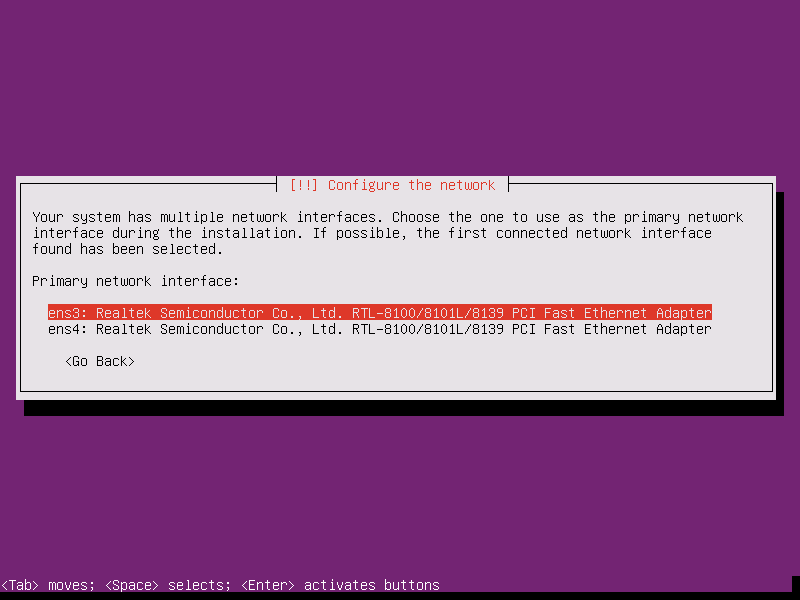 [!!] Configure the network
Your system has multiple network interfaces. Choose the one to use as the primary network
interface during the installation. If possible, the first connected network interface
found has been selected.
Primary network interface:
ens3: Realtek Semiconductor Co., Ltd. RTL-8100/8101L/8139 PCI Fast Ethernet Adapter
ens4: Realtek Semiconductor Co., Ltd. RTL-8100/8101L/8139 PCI Fast Ethernet Adapter
<Go Back>
<Tab> moves; <Space> selects; <Enter> activates buttons